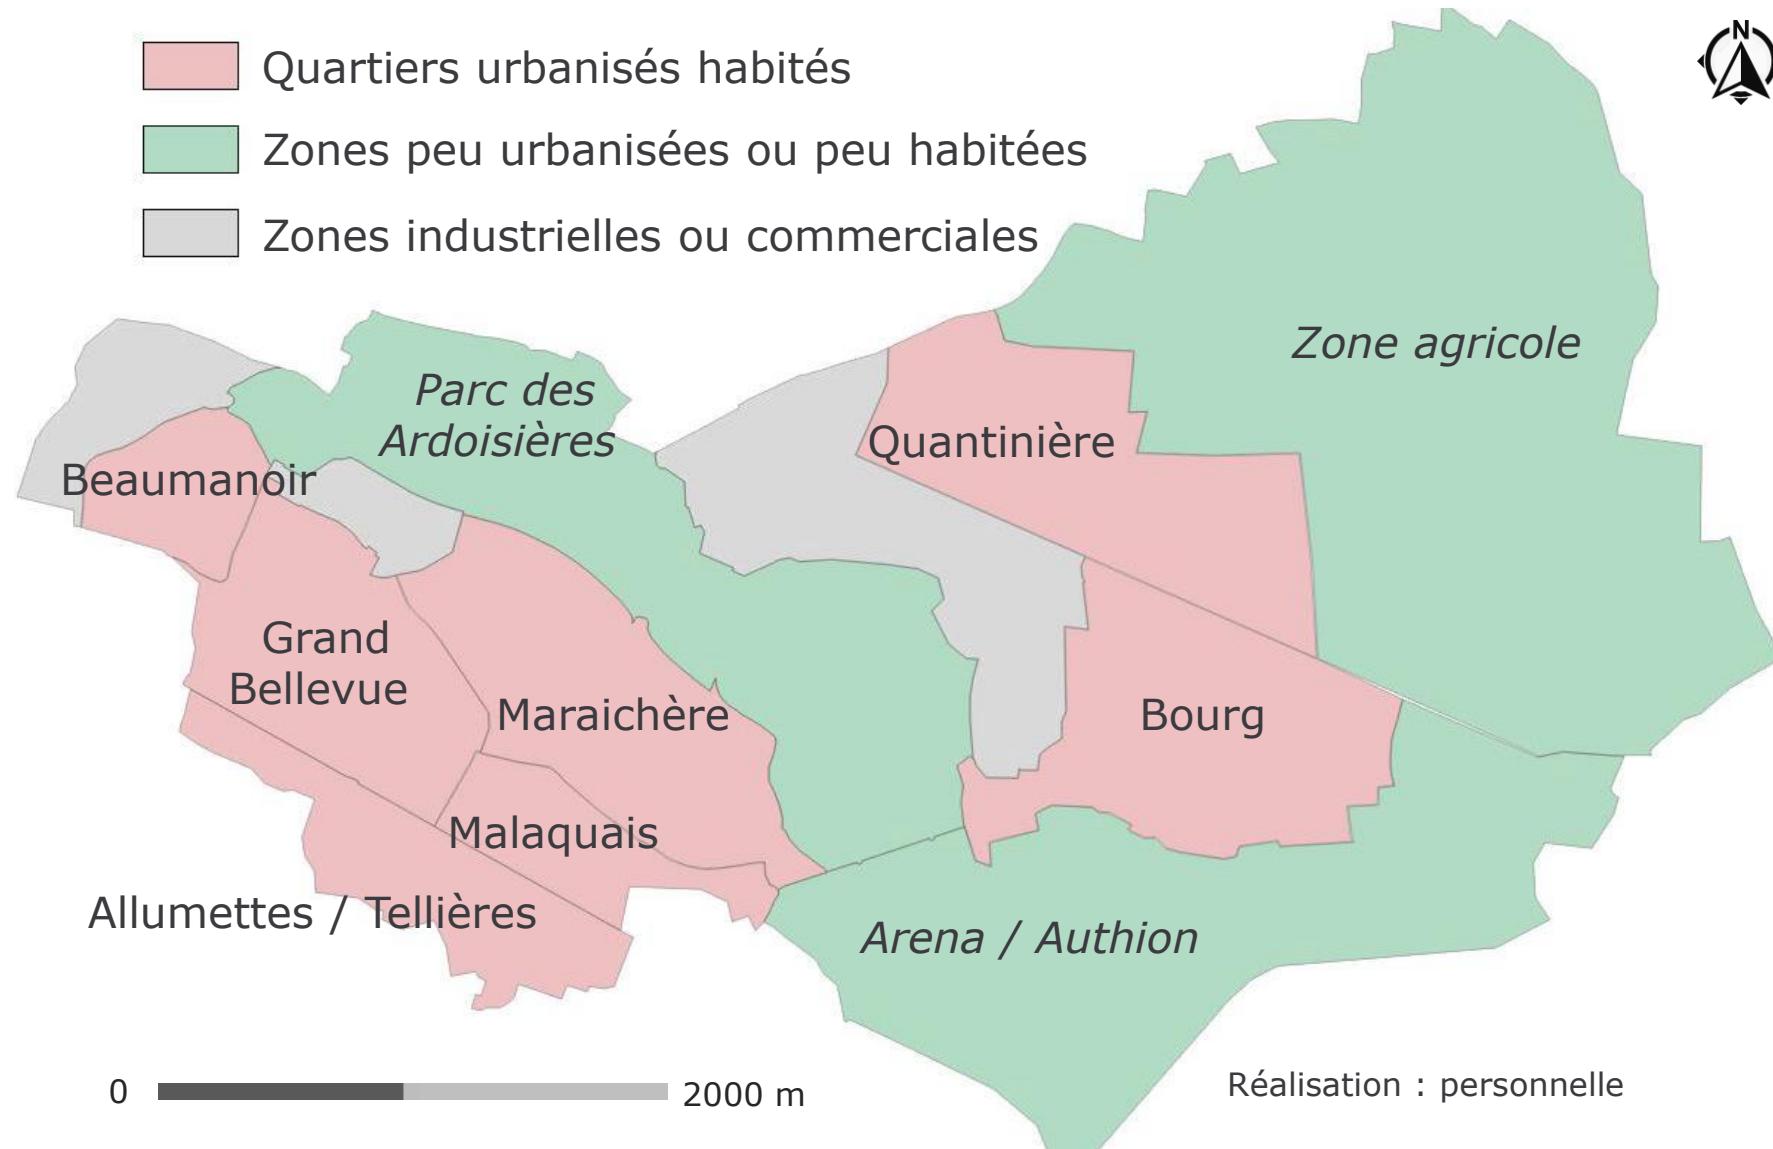 N
Quartiers urbanisés habités
Zones peu urbanisées ou peu habitées
Zones industrielles ou commerciales
Zone agricole
Parc des
Ardoisières
Quantinière
Beaumanoir
Grand
Bellevue
Maraichère
Bourg
Malaquais
Allumettes / Tellières
Arena / Authion
0
2000 m
Réalisation : personnelle